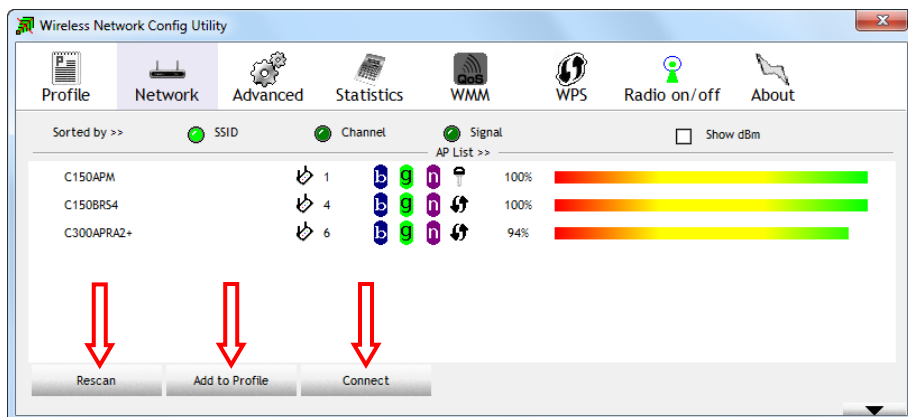 Wireless Network Config Utility
x
P
Profile Network Advanced Statistics WMM WPS Radio on/off About
QoS
Sorted by >> SSID Channel Signal Show dBm
AP List >>
C150APM 1 b g n 100%
C150BRS4 4 b g n 100%
C300APRA2+ 6 b g n 94%
Rescan Add to Profile Connect